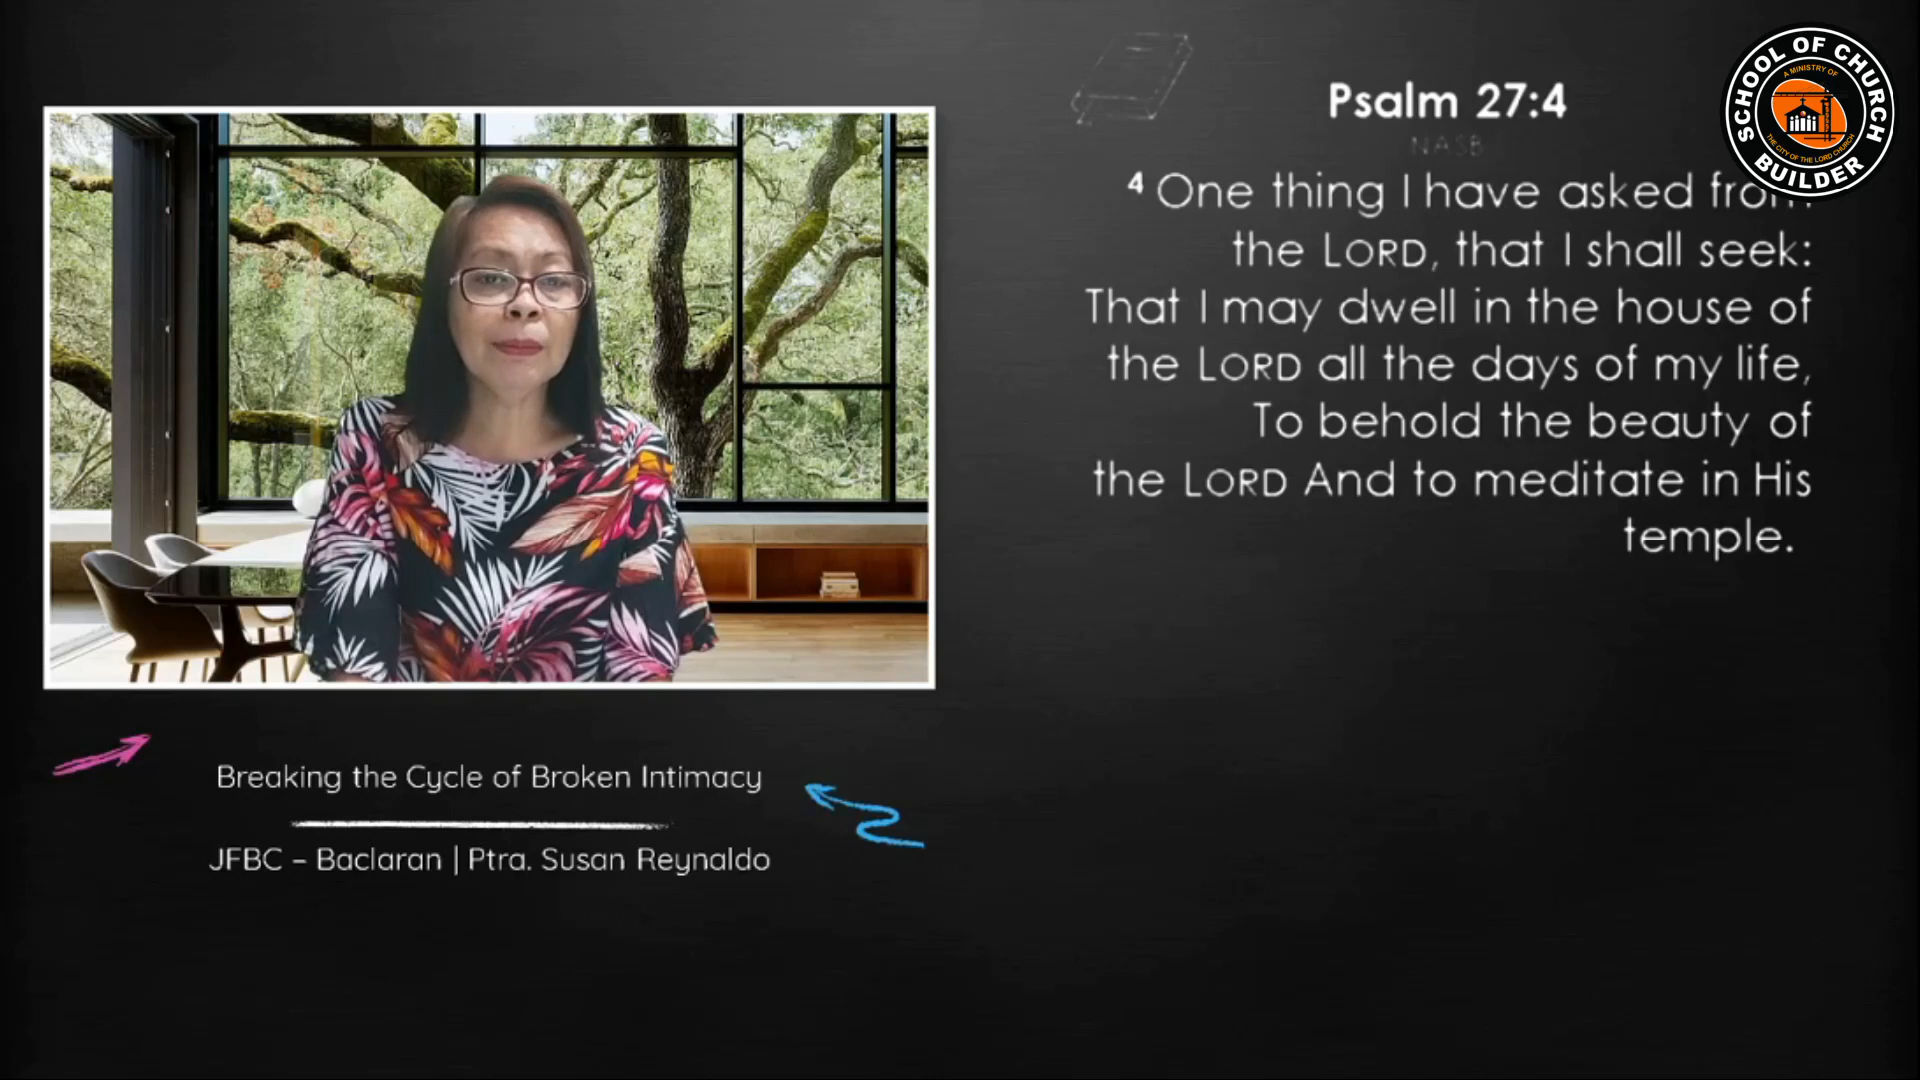 Psalm 27:4
NASB
4 One thing I have asked from
the LORD, that I shall seek:
That I may dwell in the house of
the LORD all the days of my life,
To behold the beauty of
the LORD And to meditate in His
temple.
SCHOOL OF CHURCH
BUILDER
A MINISTRY OF
THE CITY OF THE LORD CHURCH
Breaking the Cycle of Broken Intimacy
JFBC – Baclaran | Ptra. Susan Reynaldo